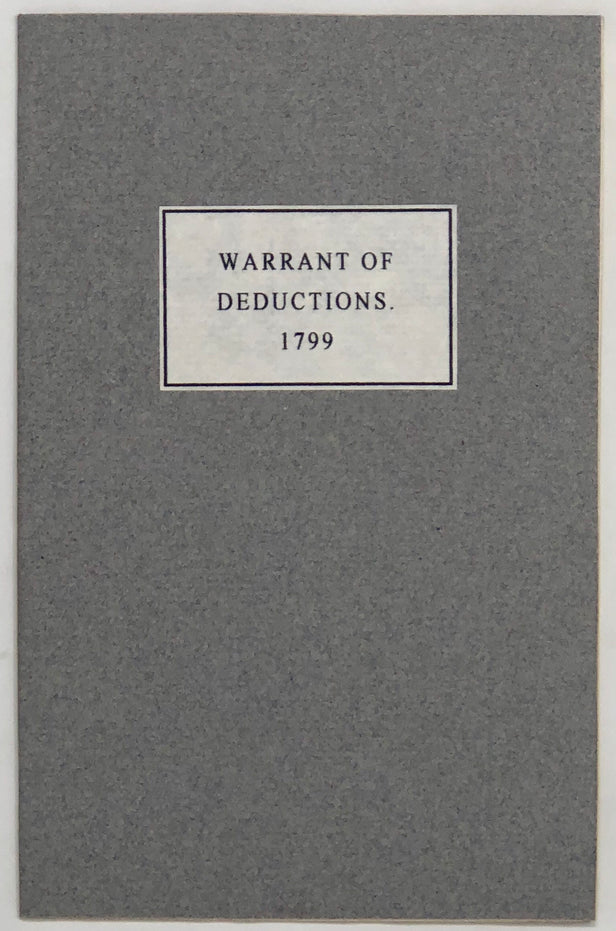 WARRANT OF
DEDUCTIONS.
1799